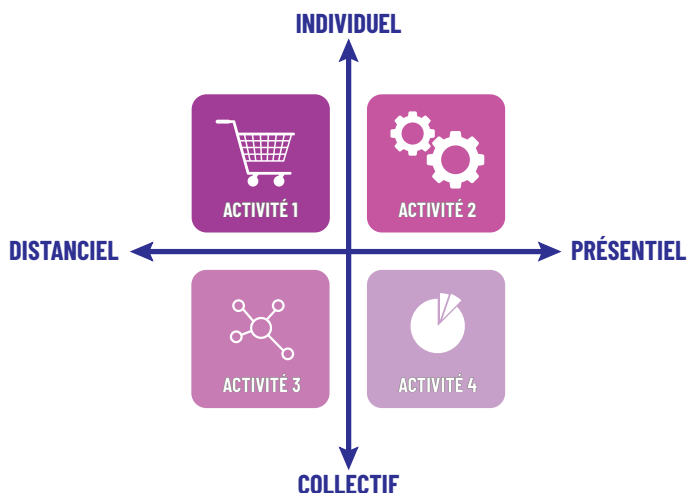 INDIVIDUEL
ACTIVITÉ 1
ACTIVITÉ 2
DISTANCIEL
PRÉSENTIEL
ACTIVITÉ 3
ACTIVITÉ 4
COLLECTIF